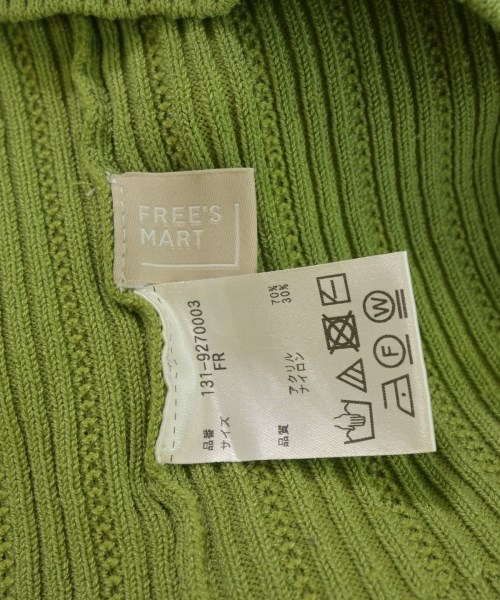 FREE'S
MART
品番 131-9270003
サイズ FR
品質 アクリル 70%
ナイロン 30%
F
W